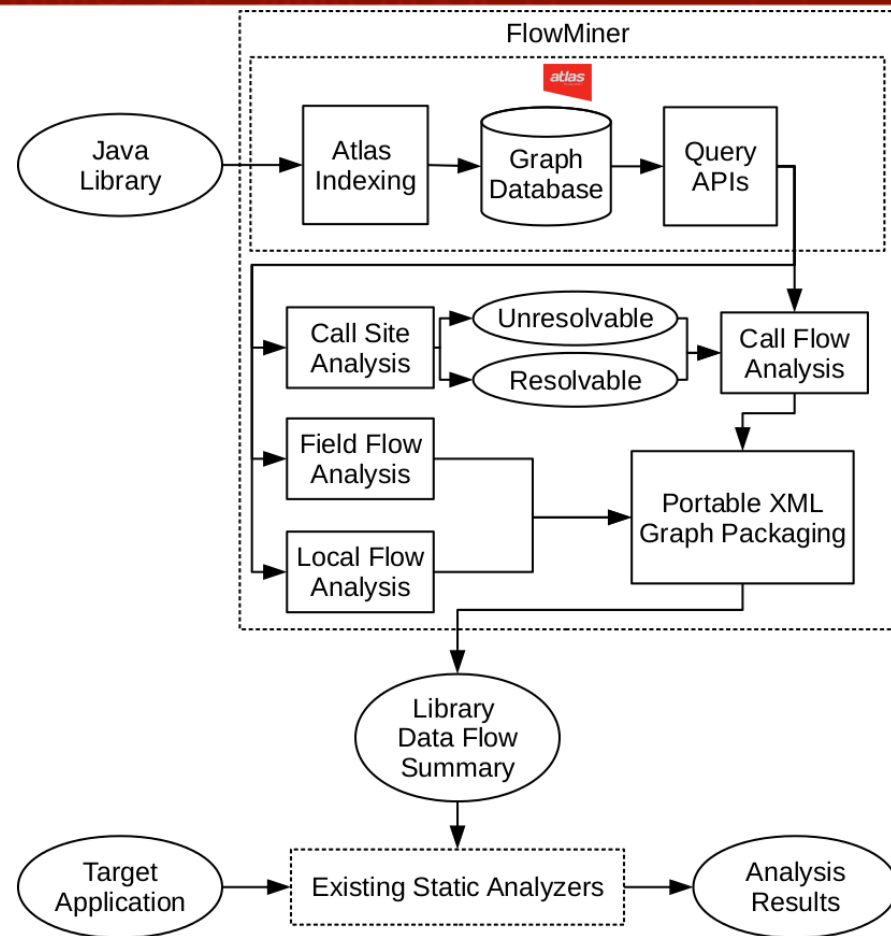 FlowMiner
atlas
Java
Library
Atlas
Indexing
Graph
Database
Query
APIs
Call Site
Analysis
Unresolvable
Resolvable
Call Flow
Analysis
Field Flow
Analysis
Portable XML
Graph Packaging
Local Flow
Analysis
Library
Data Flow
Summary
Target
Application
Existing Static Analyzers
Analysis
Results